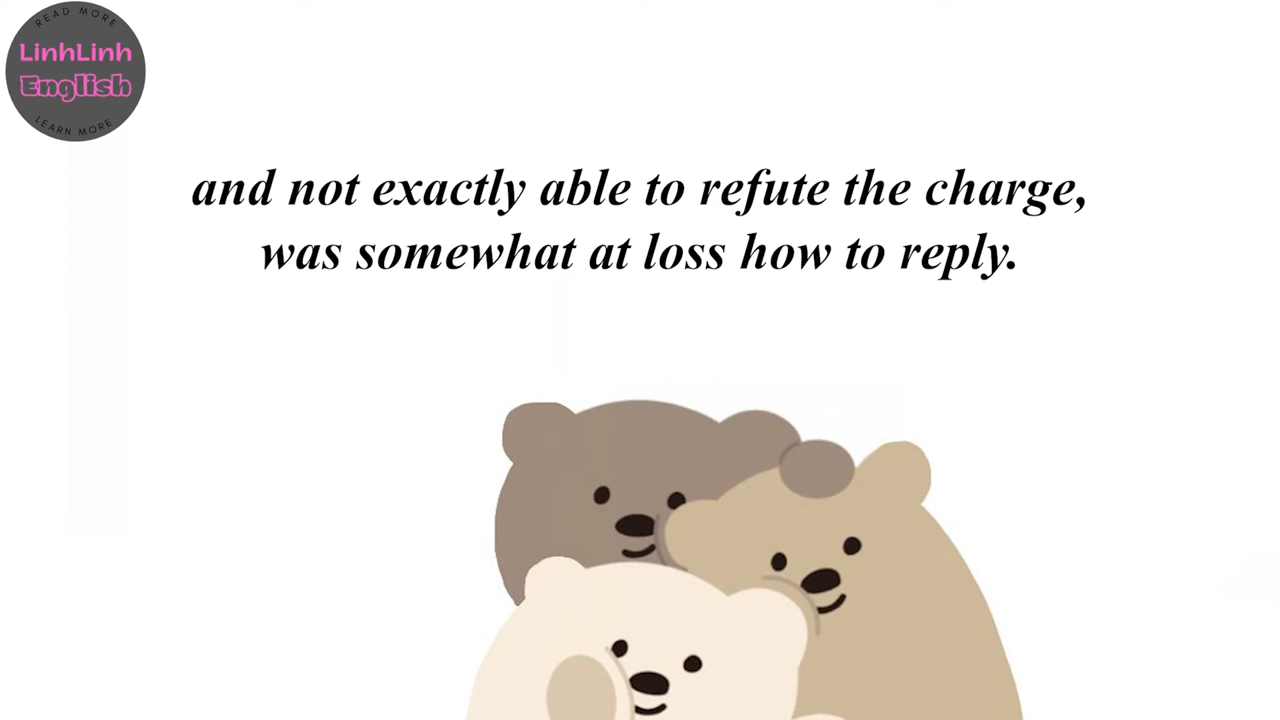 READ MORE
LinhLinh
English
LEARN MORE
and not exactly able to refute the charge,
was somewhat at loss how to reply.